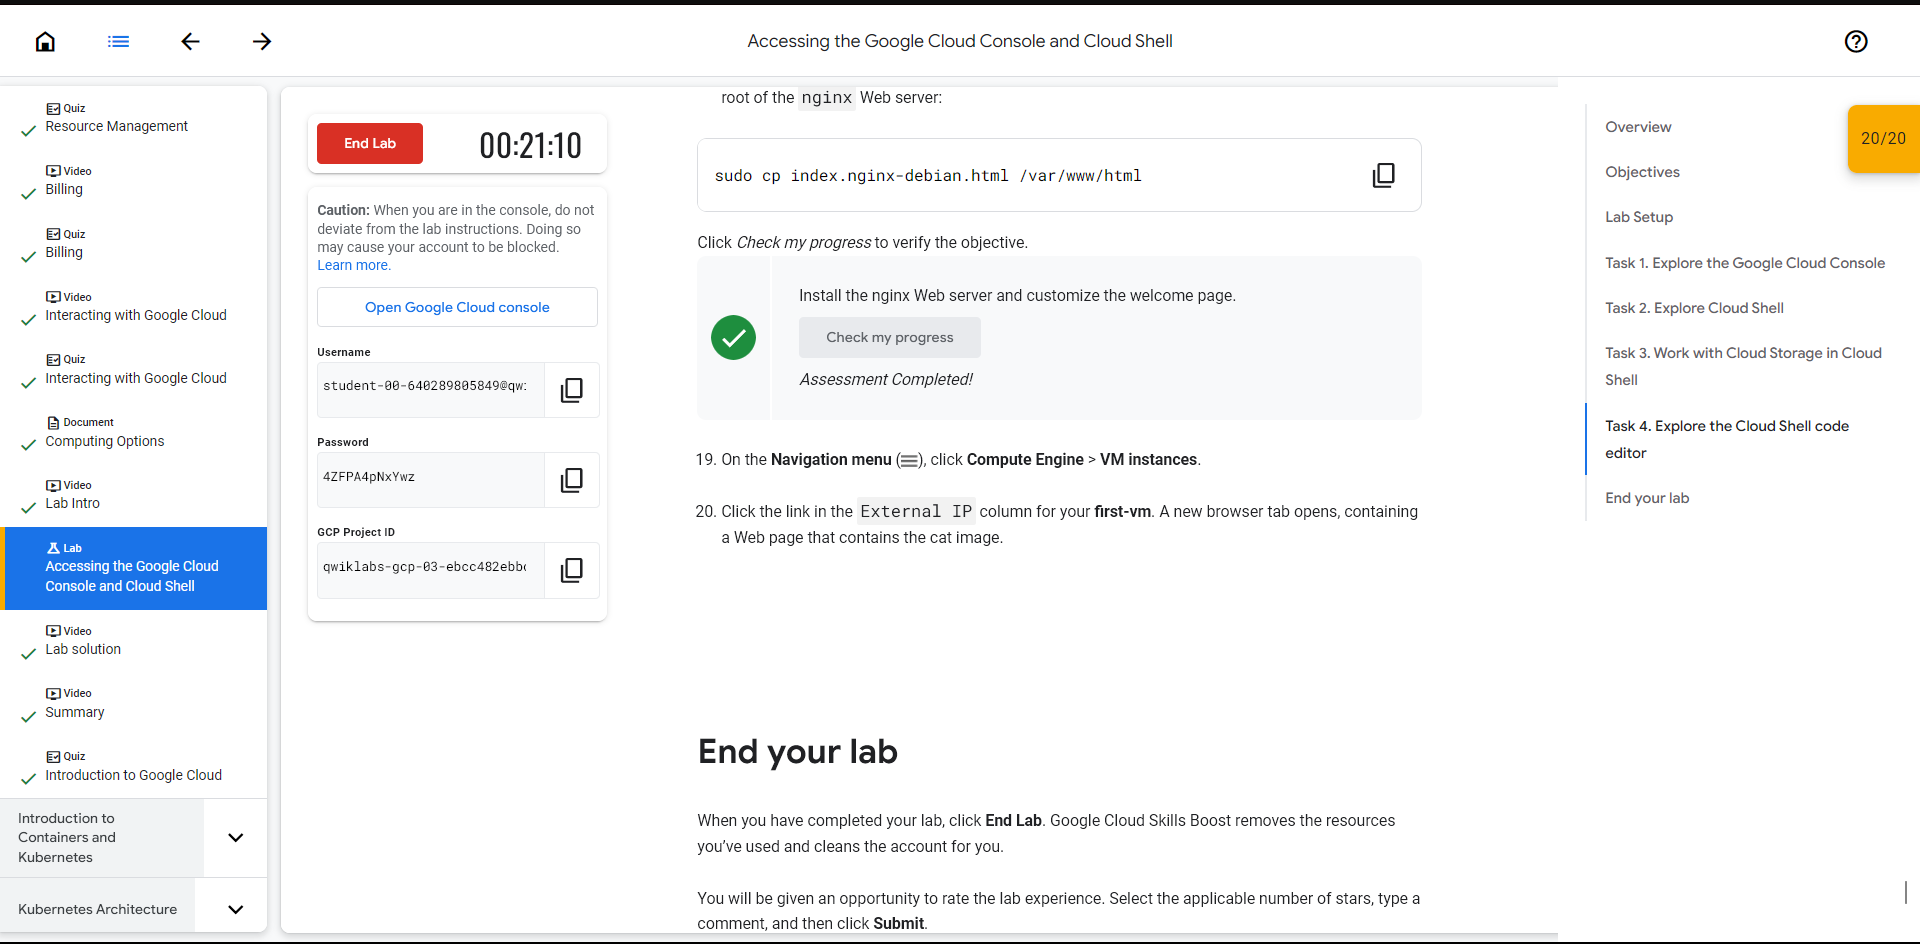 Accessing the Google Cloud Console and Cloud Shell
Quiz
Resource Management
Video
Billing
Quiz
Billing
Video
Interacting with Google Cloud
Quiz
Interacting with Google Cloud
Document
Computing Options
Video
Lab Intro
Lab
Accessing the Google Cloud
Console and Cloud Shell
Video
Lab solution
Video
Summary
Quiz
Introduction to Google Cloud
Introduction to
Containers and
Kubernetes
Kubernetes Architecture
End Lab
00:21:10
Caution: When you are in the console, do not
deviate from the lab instructions. Doing so
may cause your account to be blocked.
Learn more.
Open Google Cloud console
Username
student-00-640289805849@qw
Password
4ZFPA4pNxYwz
GCP Project ID
qwiklabs-gcp-03-ebcc482ebb
root of the nginx Web server:
sudo cp index.nginx-debian.html /var/www/html
Click Check my progress to verify the objective.
Install the nginx Web server and customize the welcome page.
Check my progress
Assessment Completed!
19. On the Navigation menu (), click Compute Engine > VM instances.
20. Click the link in the External IP column for your first-vm. A new browser tab opens, containing
a Web page that contains the cat image.
End your lab
When you have completed your lab, click End Lab. Google Cloud Skills Boost removes the resources
you’ve used and cleans the account for you.
You will be given an opportunity to rate the lab experience. Select the applicable number of stars, type a
comment, and then click Submit.
Overview
Objectives
Lab Setup
Task 1. Explore the Google Cloud Console
Task 2. Explore Cloud Shell
Task 3. Work with Cloud Storage in Cloud
Shell
Task 4. Explore the Cloud Shell code
editor
End your lab
20/20